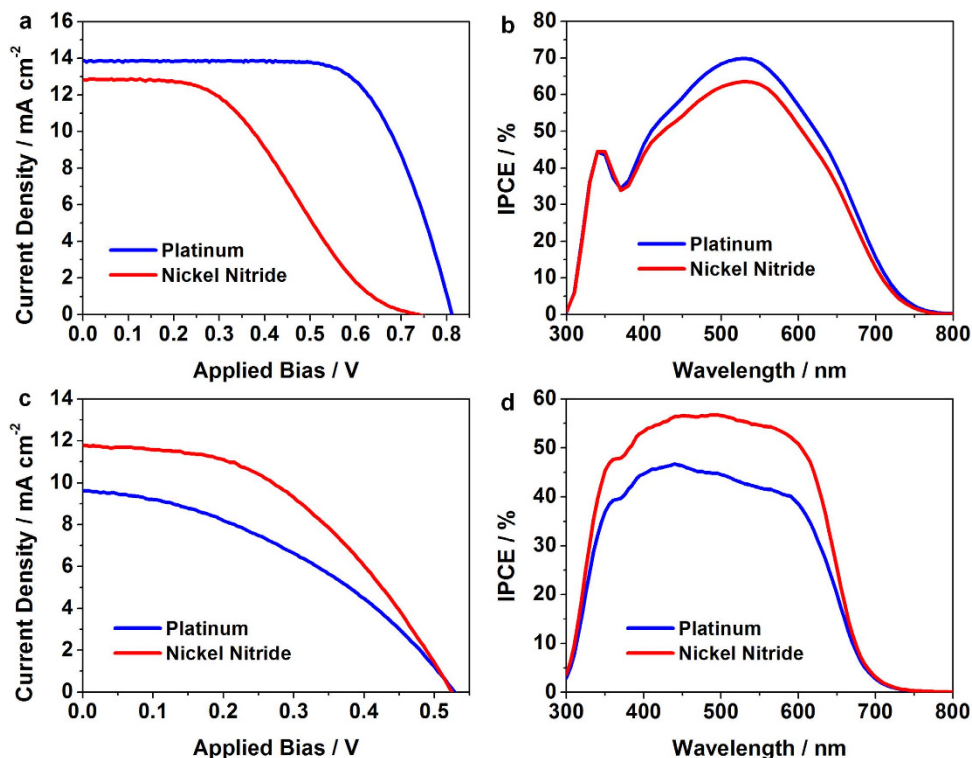 a
Current Density / mA cm-2
16
14
12
10
8
6
4
2
0
Platinum
Nickel Nitride
0.0 0.1 0.2 0.3 0.4 0.5 0.6 0.7 0.8
Applied Bias / V
b
IPCE / %
80
70
60
50
40
30
20
10
0
Platinum
Nickel Nitride
300 400 500 600 700 800
Wavelength / nm
c
Current Density / mA cm-2
14
12
10
8
6
4
2
0
Platinum
Nickel Nitride
0.0 0.1 0.2 0.3 0.4 0.5
Applied Bias / V
d
IPCE / %
60
50
40
30
20
10
0
Platinum
Nickel Nitride
300 400 500 600 700 800
Wavelength / nm